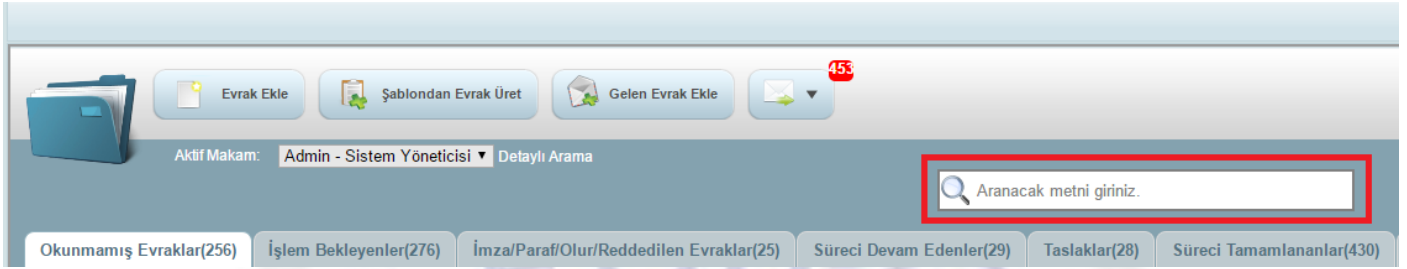 453
Evrak Ekle
Şablondan Evrak Üret
Gelen Evrak Ekle
Aktif Makam: Admin - Sistem Yöneticisi Detaylı Arama
Aranacak metni giriniz.
Okunmamış Evraklar(256) İşlem Bekleyenler(276) İmza/Paraf/Olur/Reddedilen Evraklar(25) Süreci Devam Edenler(29) Taslaklar(28) Süreci Tamamlananlar(430)